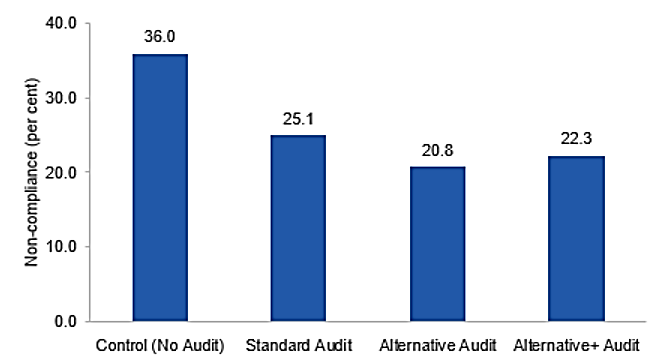 Non-compliance (per cent)
40.0
30.0
20.0
10.0
0.0
36.0
25.1
20.8
22.3
Control (No Audit)
Standard Audit
Alternative Audit
Alternative+ Audit